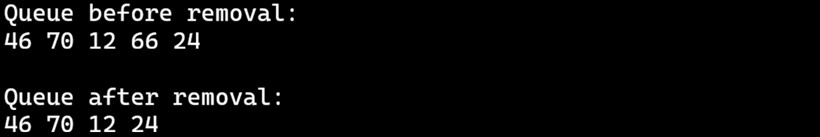 Queue before removal:
46 70 12 66 24
Queue after removal:
46 70 12 24